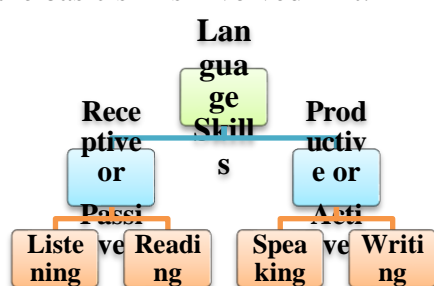 Lan
gua
ge
Skill
s
Rece
ptive
or
Passi
ve
Prod
uctiv
e or
Acti
ve
Liste
ning
Readi
ng
Spea
king
Writi
ng